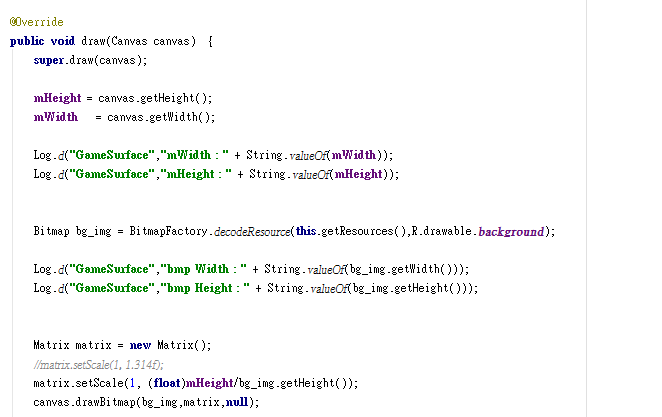 @Override
public void draw(Canvas canvas) {
super.draw(canvas);
mHeight = canvas.getHeight();
mWidth = canvas.getWidth();
Log.d("GameSurface","mWidth : " + String.valueOf(mWidth));
Log.d("GameSurface","mHeight : " + String.valueOf(mHeight));
Bitmap bg_img = BitmapFactory.decodeResource(this.getResources(),R.drawable.background);
Log.d("GameSurface","bmp Width : " + String.valueOf(bg_img.getWidth()));
Log.d("GameSurface","bmp Height : " + String.valueOf(bg_img.getHeight()));
Matrix matrix = new Matrix();
//matrix.setScale(1, 1.314f);
matrix.setScale(1, (float)mHeight/bg_img.getHeight());
canvas.drawBitmap(bg_img,matrix,null);